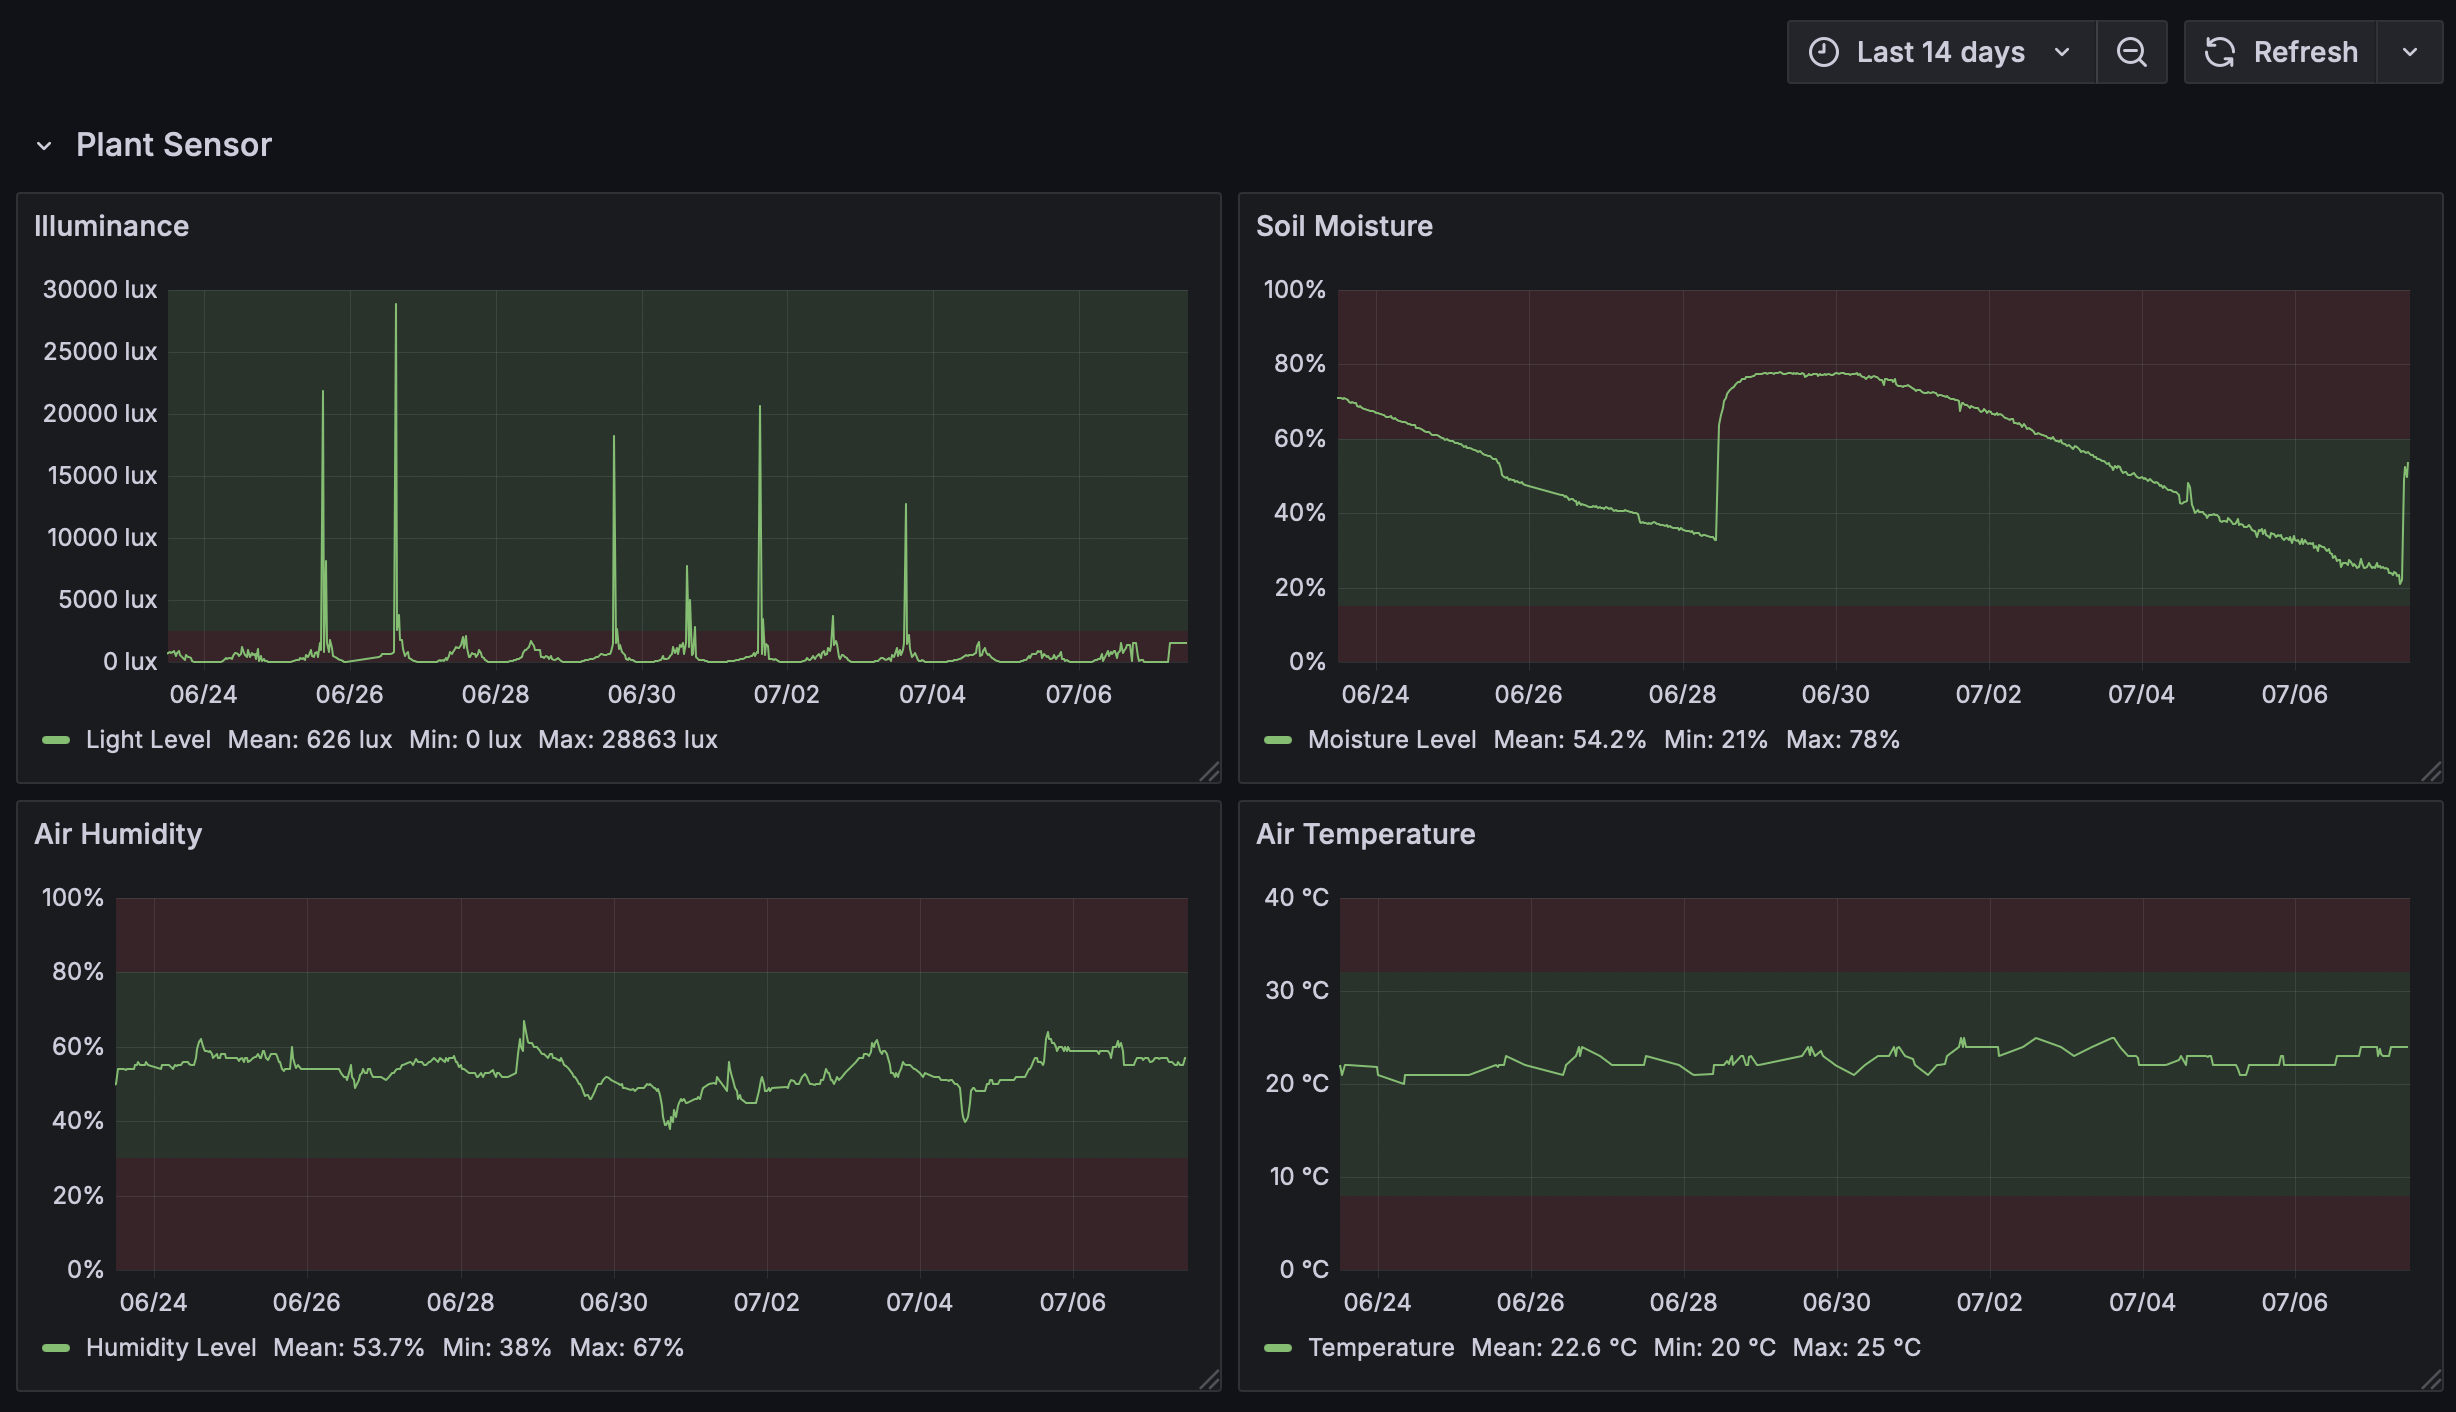 Last 14 days
Refresh
Plant Sensor
Illuminance
30000 lux
25000 lux
20000 lux
15000 lux
10000 lux
5000 lux
0 lux
06/24 06/26 06/28 06/30 07/02 07/04 07/06
Light Level Mean: 626 lux Min: 0 lux Max: 28863 lux
Soil Moisture
100%
80%
60%
40%
20%
0%
06/24 06/26 06/28 06/30 07/02 07/04 07/06
Moisture Level Mean: 54.2% Min: 21% Max: 78%
Air Humidity
100%
80%
60%
40%
20%
0%
06/24 06/26 06/28 06/30 07/02 07/04 07/06
Humidity Level Mean: 53.7% Min: 38% Max: 67%
Air Temperature
40 °C
30 °C
20 °C
10 °C
0 °C
06/24 06/26 06/28 06/30 07/02 07/04 07/06
Temperature Mean: 22.6 °C Min: 20 °C Max: 25 °C